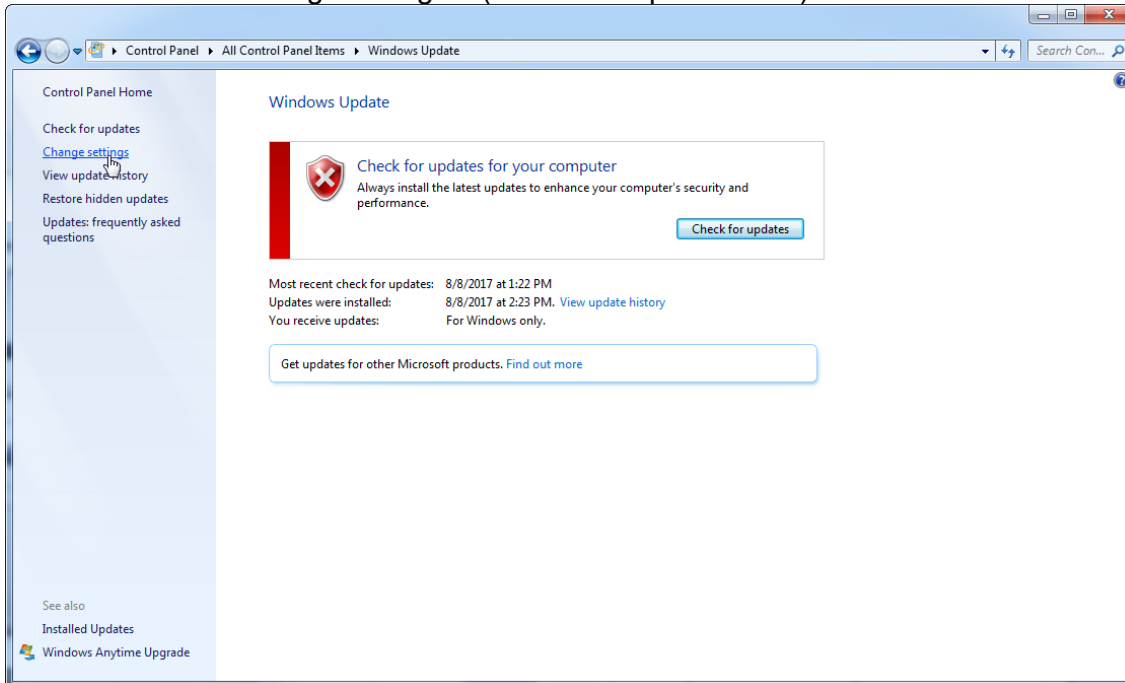 Control Panel ▸ All Control Panel Items ▸ Windows Update
Search Con...
Control Panel Home
Check for updates
Change settings
View update history
Restore hidden updates
Updates: frequently asked
questions
Windows Update
Check for updates for your computer
Always install the latest updates to enhance your computer's security and
performance.
Check for updates
Most recent check for updates: 8/8/2017 at 1:22 PM
Updates were installed: 8/8/2017 at 2:23 PM. View update history
You receive updates: For Windows only.
Get updates for other Microsoft products. Find out more
See also
Installed Updates
Windows Anytime Upgrade